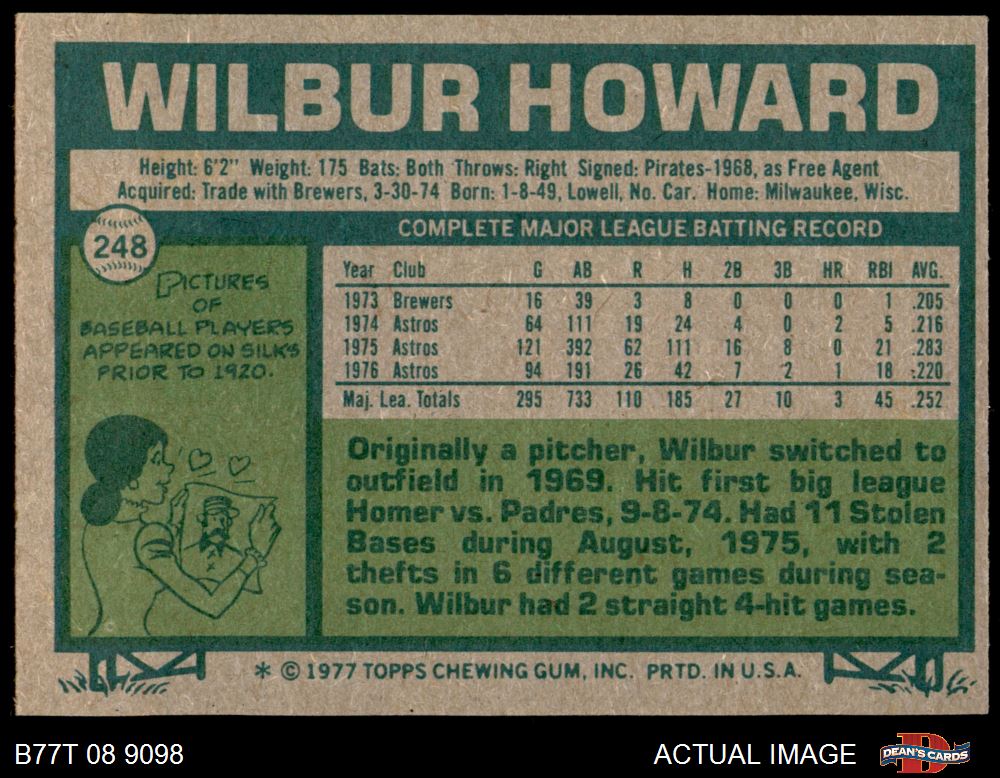 WILBUR HOWARD
Height: 6'2" Weight: 175 Bats: Both Throws: Right Signed: Pirates-1968, as Free Agent
Acquired: Trade with Brewers, 3-30-74 Born: 1-8-49, Lowell, No. Car. Home: Milwaukee, Wisc.
248
PICTURES
OF
BASEBALL PLAYERS
APPEARED ON SILKS
PRIOR TO 1920.
COMPLETE MAJOR LEAGUE BATTING RECORD
Year Club G AB R H 2B 3B HR RBI AVG.
1973 Brewers 16 39 3 8 0 0 0 1 .205
1974 Astros 64 111 19 24 4 0 2 5 .216
1975 Astros 121 392 62 111 16 8 0 21 .283
1976 Astros 94 191 26 42 7 2 1 18 .220
Maj. Lea. Totals 295 733 110 185 27 10 3 45 .252
Originally a pitcher, Wilbur switched to
outfield in 1969. Hit first big league
Homer vs. Padres, 9-8-74. Had 11 Stolen
Bases during August, 1975, with 2
thefts in 6 different games during sea-
son. Wilbur had 2 straight 4-hit games.
* © 1977 TOPPS CHEWING GUM, INC. PRTD. IN U.S.A.
B77T 08 9098
ACTUAL IMAGE
D
DEAN'S CARDS